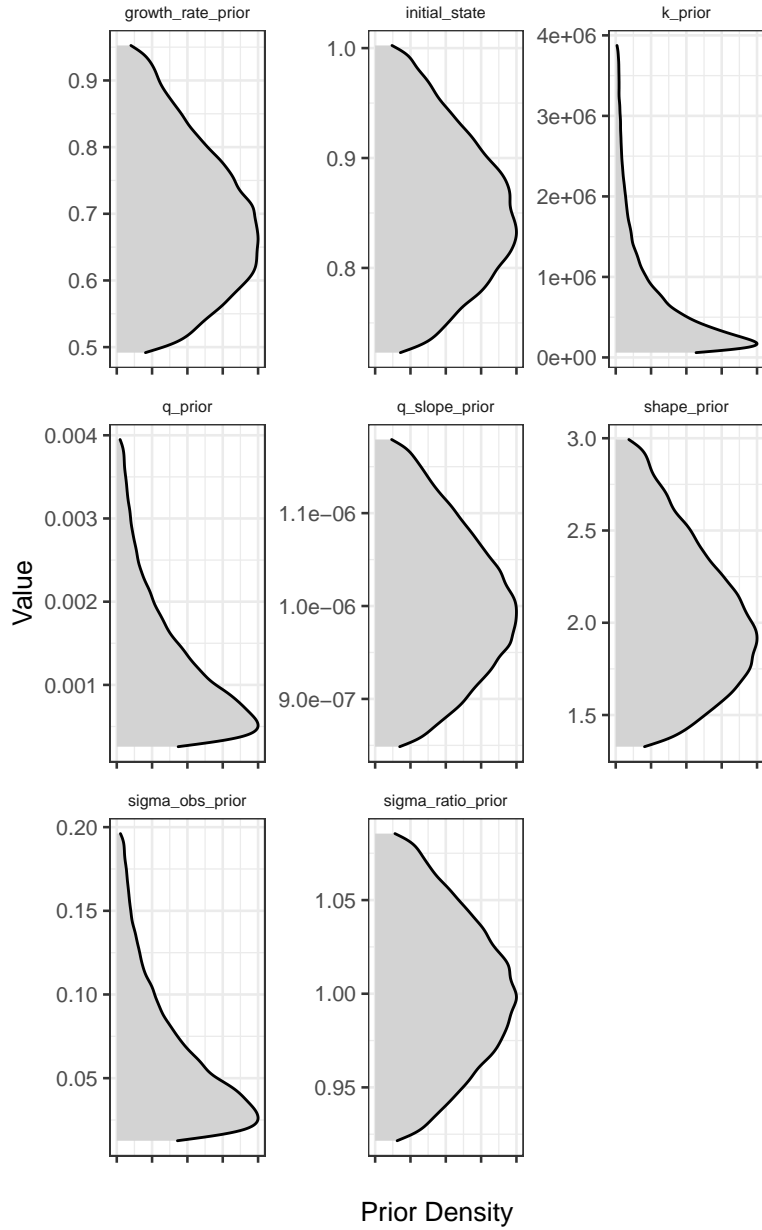 growth_rate_prior
initial_state
k_prior
0.9
0.8
0.7
0.6
0.5
1.0
0.9
0.8
4e+06
3e+06
2e+06
1e+06
0e+00
q_prior
q_slope_prior
shape_prior
0.004
0.003
0.002
0.001
1.1e−06
1.0e−06
9.0e−07
3.0
2.5
2.0
1.5
Value
sigma_obs_prior
sigma_ratio_prior
0.20
0.15
0.10
0.05
1.05
1.00
0.95
Prior Density